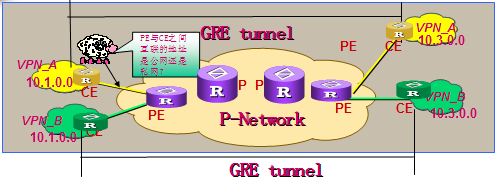 GRE tunnel
PE与CE之间
互联的地址
是公网还是
私网?
VPN_A
10.1.0.0
CE
VPN_B
10.1.0.0
CE
PE
R
R
P
P
R
R
P-Network
PE
PE
VPN_A
CE
10.3.0.0
R
R
CE
VPN_B
10.3.0.0
R
R
GRE tunnel